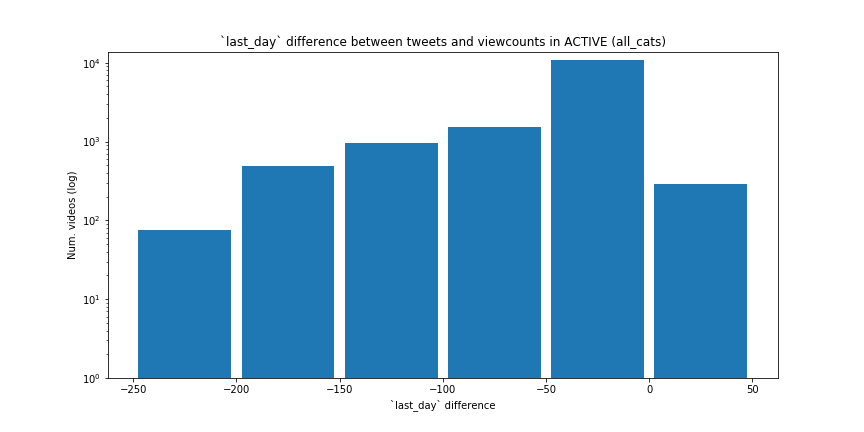 `last_day` difference between tweets and viewcounts in ACTIVE (all_cats)
Num. videos (log)
10⁴
10³
10²
10¹
10⁰
−250 −200 −150 −100 −50 0 50
`last_day` difference